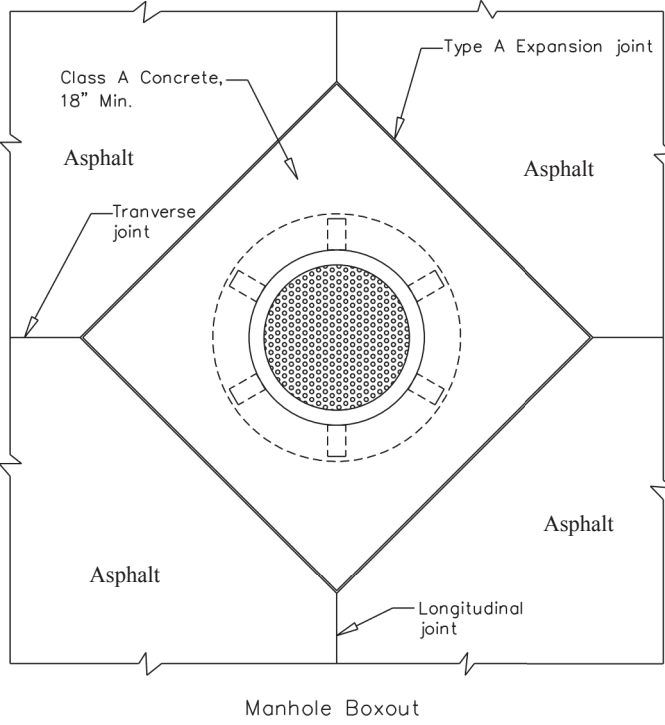 Type A Expansion joint
Class A Concrete,
18” Min.
Asphalt
Asphalt
Tranverse
joint
Asphalt
Asphalt
Longitudinal
joint
Manhole Boxout